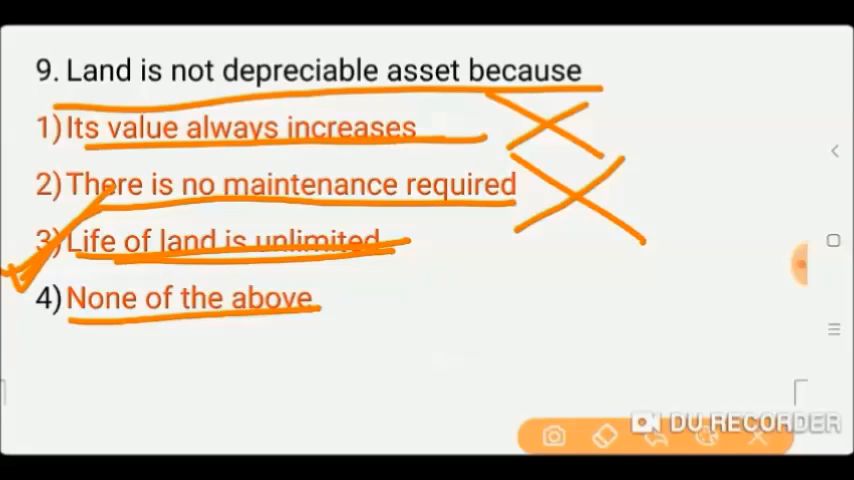 9. Land is not depreciable asset because
1) Its value always increases
2) There is no maintenance required
3) Life of land is unlimited
4) None of the above
DU RECORDER